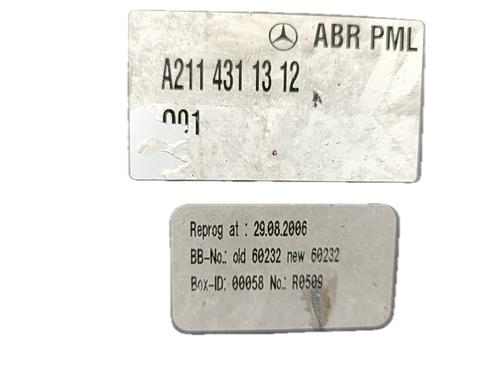 ABR PML
A211 431 13 12
Q01
Reprog at : 29.08.2006
BB-No.: old 60232 new 60232
Box-ID: 00058 No.: R0509